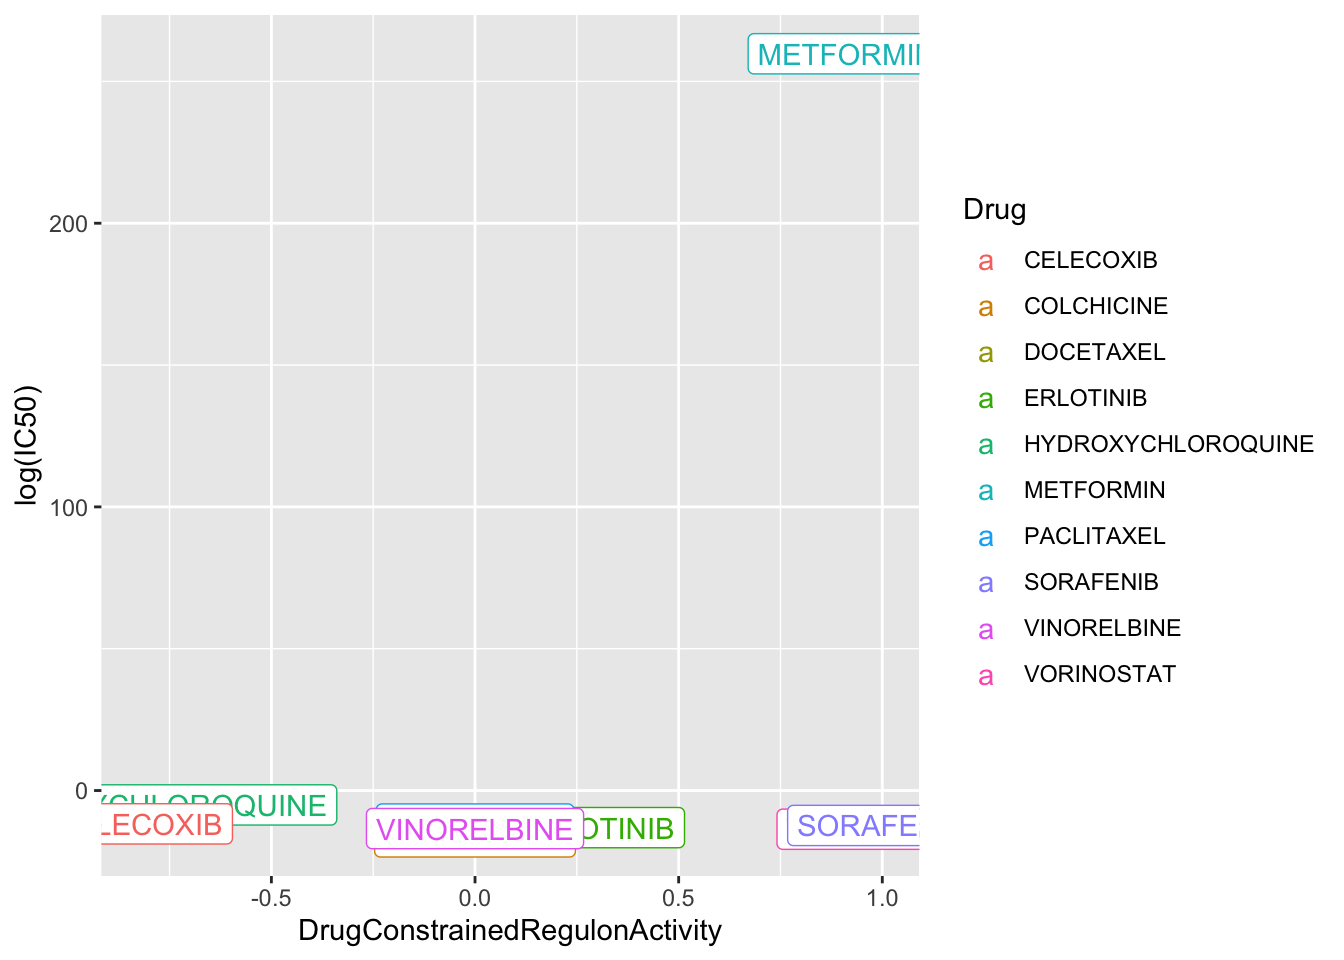 METFORMI
200
100
0
log(IC50)
YCHLOROQUINE
LECOXIB
VINORELBINE
OTINIB
SORAFE
-0.5
0.0
0.5
1.0
DrugConstrainedRegulonActivity
Drug
a CELECOXIB
a COLCHICINE
a DOCETAXEL
a ERLOTINIB
a HYDROXYCHLOROQUINE
a METFORMIN
a PACLITAXEL
a SORAFENIB
a VINORELBINE
a VORINOSTAT